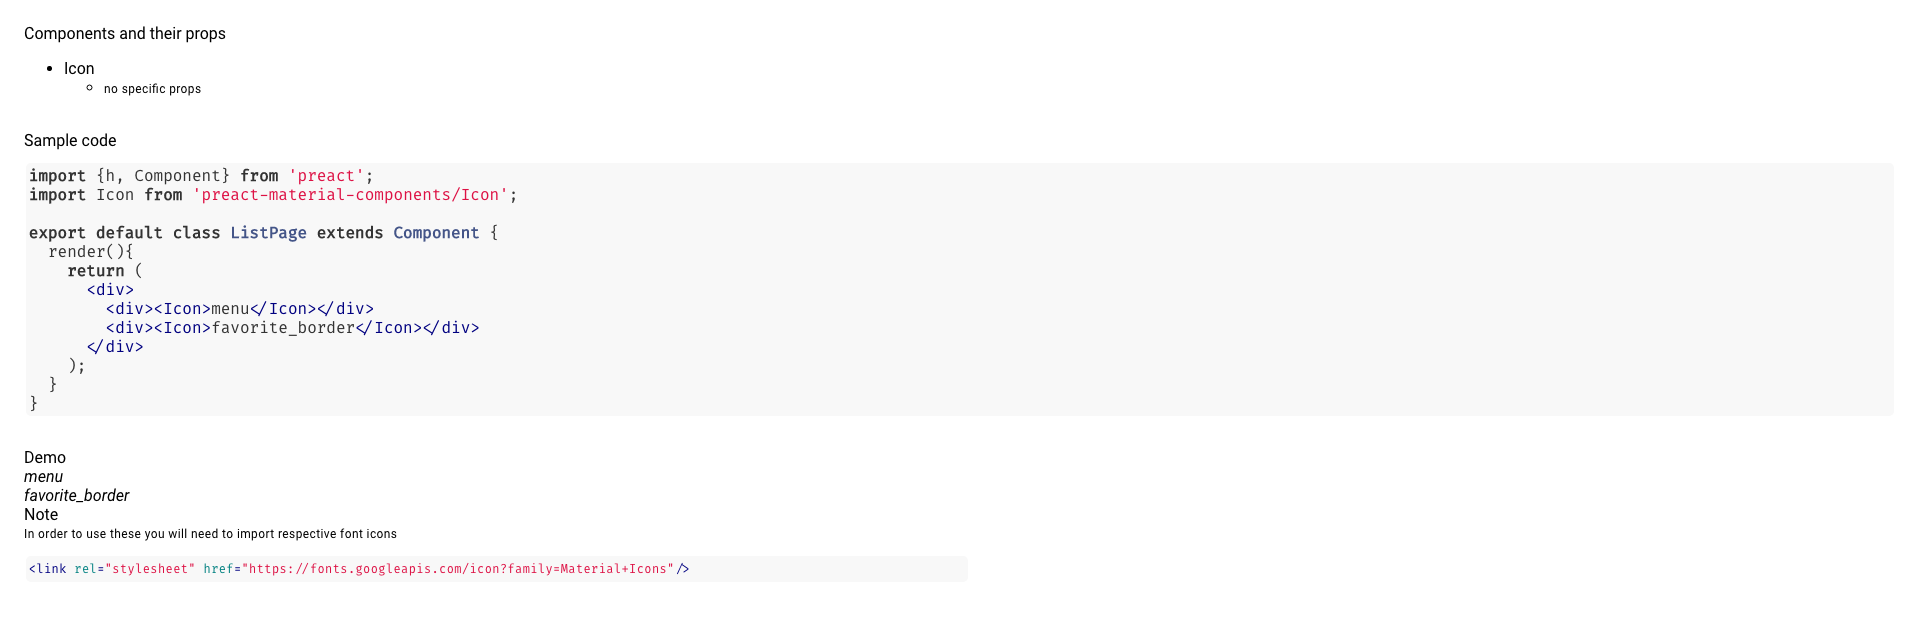 Components and their props
Icon
no specific props
Sample code
import {h, Component} from 'preact';
import Icon from 'preact-material-components/Icon';
export default class ListPage extends Component {
render(){
return (
<div>
<div><Icon>menu</Icon></div>
<div><Icon>favorite_border</Icon></div>
</div>
);
}
}
Demo
menu
favorite_border
Note
In order to use these you will need to import respective font icons
<link rel="stylesheet" href="https://fonts.googleapis.com/icon?family=Material+Icons"/>